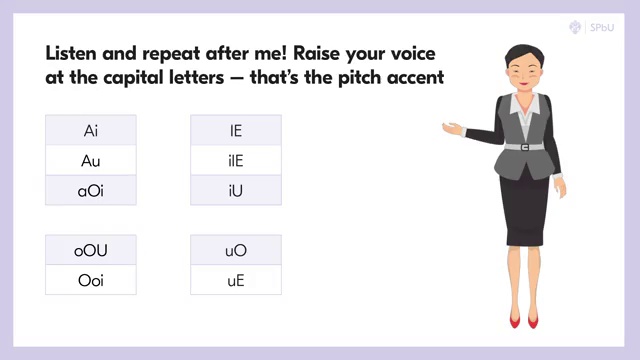 SPbU
Listen and repeat after me! Raise your voice
at the capital letters – that's the pitch accent
Ai
Au
aOi
IE
iIE
iU
oOU
Ooi
uO
uE